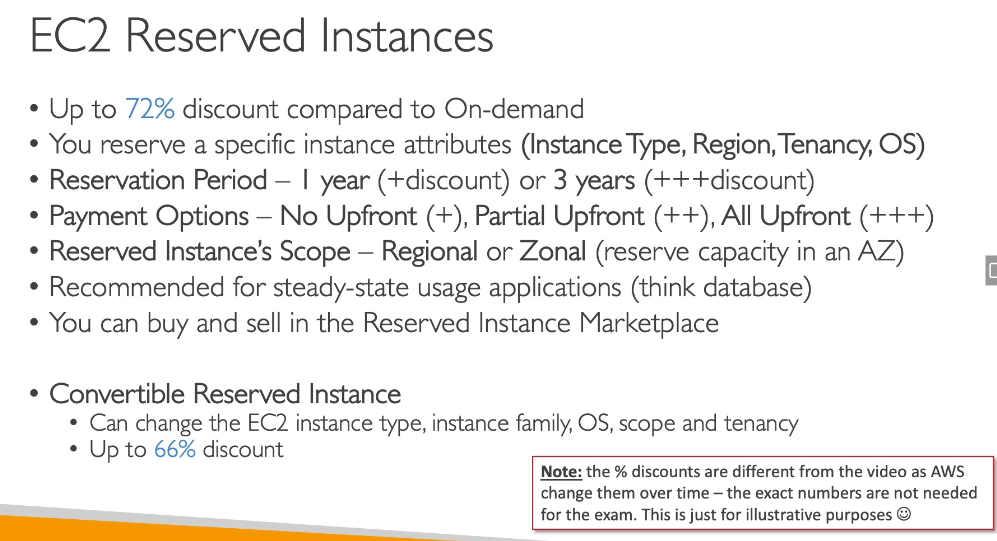 EC2 Reserved Instances
• Up to 72% discount compared to On-demand
• You reserve a specific instance attributes (Instance Type, Region, Tenancy, OS)
• Reservation Period – 1 year (+discount) or 3 years (+++discount)
• Payment Options – No Upfront (+), Partial Upfront (++), All Upfront (+++)
• Reserved Instance's Scope – Regional or Zonal (reserve capacity in an AZ)
• Recommended for steady-state usage applications (think database)
• You can buy and sell in the Reserved Instance Marketplace
• Convertible Reserved Instance
• Can change the EC2 instance type, instance family, OS, scope and tenancy
• Up to 66% discount
Note: the % discounts are different from the video as AWS
change them over time – the exact numbers are not needed
for the exam. This is just for illustrative purposes ☺